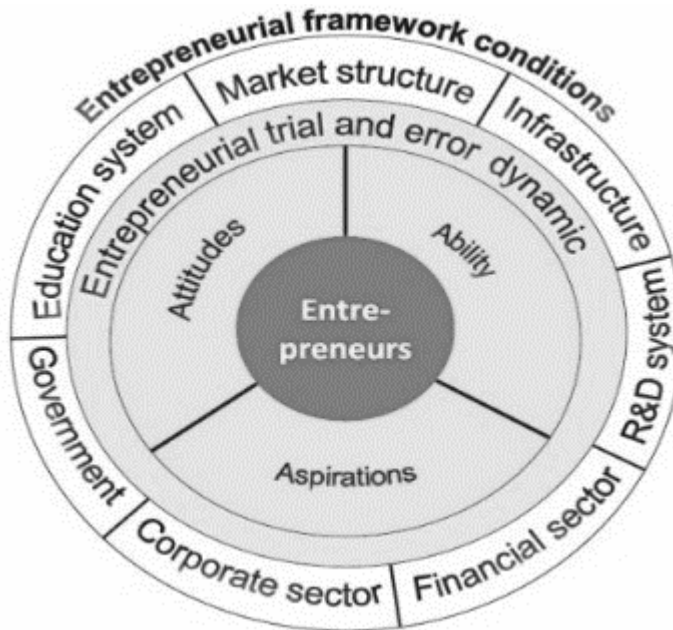 Entrepreneurial framework conditions
Market structure
Infrastructure
R&D system
Financial sector
Corporate sector
Government
Education system
Entrepreneurial trial and error dynamic
Attitudes
Ability
Aspirations
Entre-
preneurs